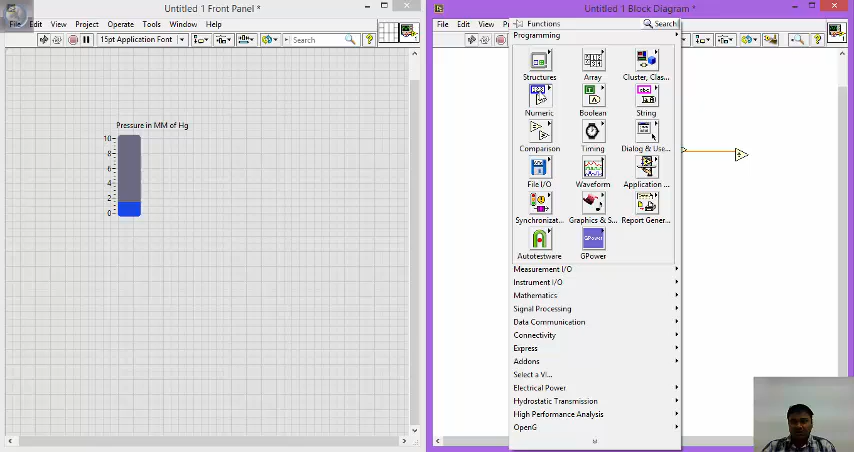 Untitled 1 Front Panel *
File Edit View Project Operate Tools Window Help
15pt Application Font
Search
Pressure in MM of Hg
10
8
6
4
2
0
Untitled 1 Block Diagram *
File Edit View
Functions
Search
Programming
Structures Array Cluster, Clas...
Numeric Boolean String
Comparison Timing Dialog & Use...
File I/O Waveform Application ...
Synchronizat... Graphics & S... Report Gener...
GPower
Autotestware GPower
Measurement I/O
Instrument I/O
Mathematics
Signal Processing
Data Communication
Connectivity
Express
Addons
Select a VI...
Electrical Power
Hydrostatic Transmission
High Performance Analysis
OpenG